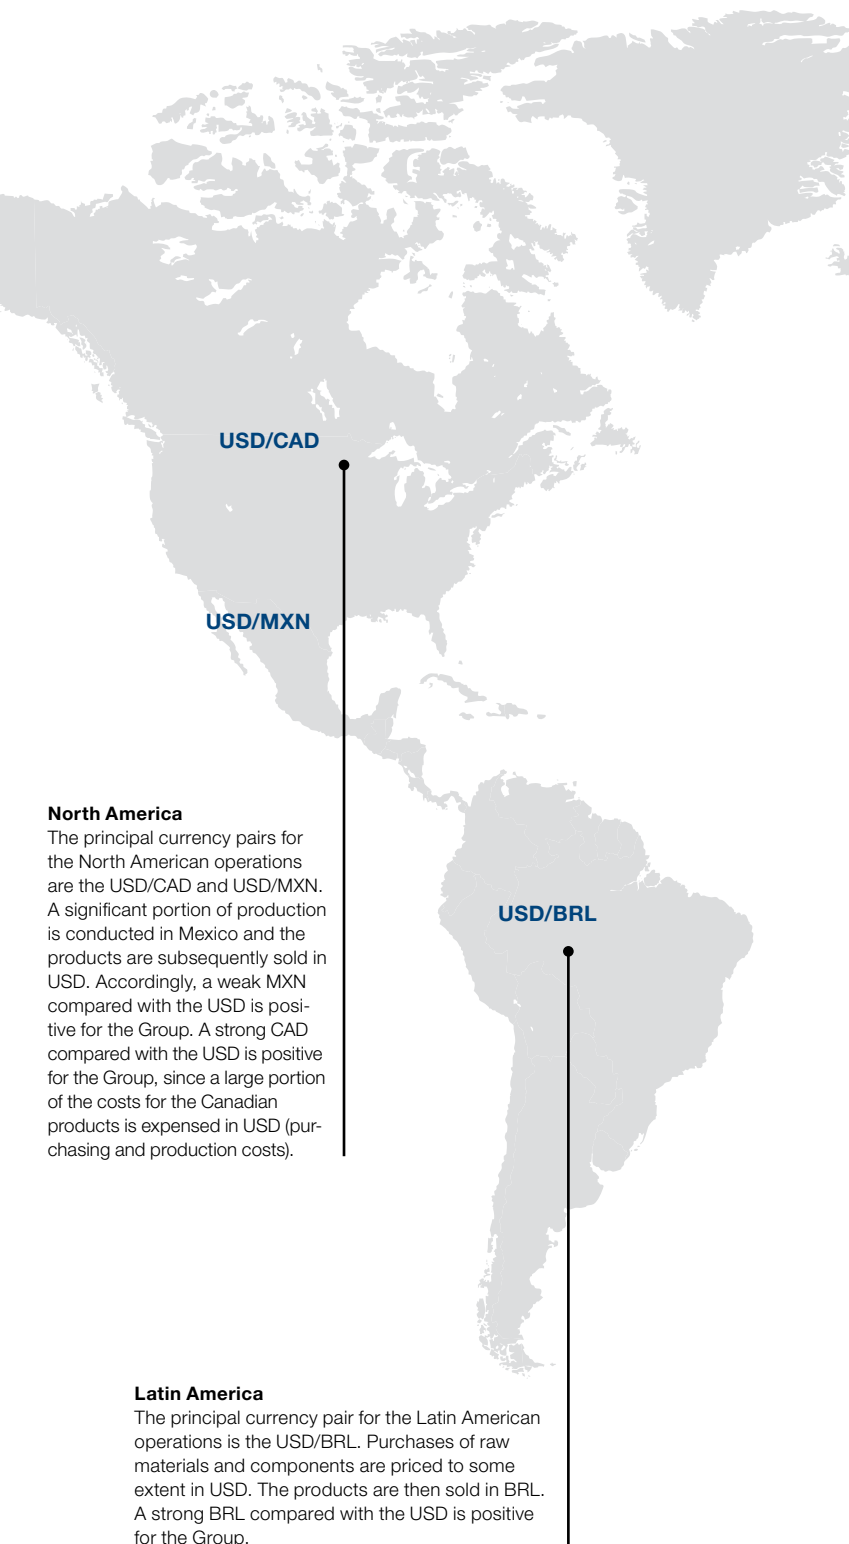 USD/CAD
USD/MXN
North America
The principal currency pairs for
the North American operations
are the USD/CAD and USD/MXN.
A significant portion of production
is conducted in Mexico and the
products are subsequently sold in
USD. Accordingly, a weak MXN
compared with the USD is posi-
tive for the Group. A strong CAD
compared with the USD is positive
for the Group, since a large portion
of the costs for the Canadian
products is expensed in USD (pur-
chasing and production costs).
USD/BRL
Latin America
The principal currency pair for the Latin American
operations is the USD/BRL. Purchases of raw
materials and components are priced to some
extent in USD. The products are then sold in BRL.
A strong BRL compared with the USD is positive
for the Group.